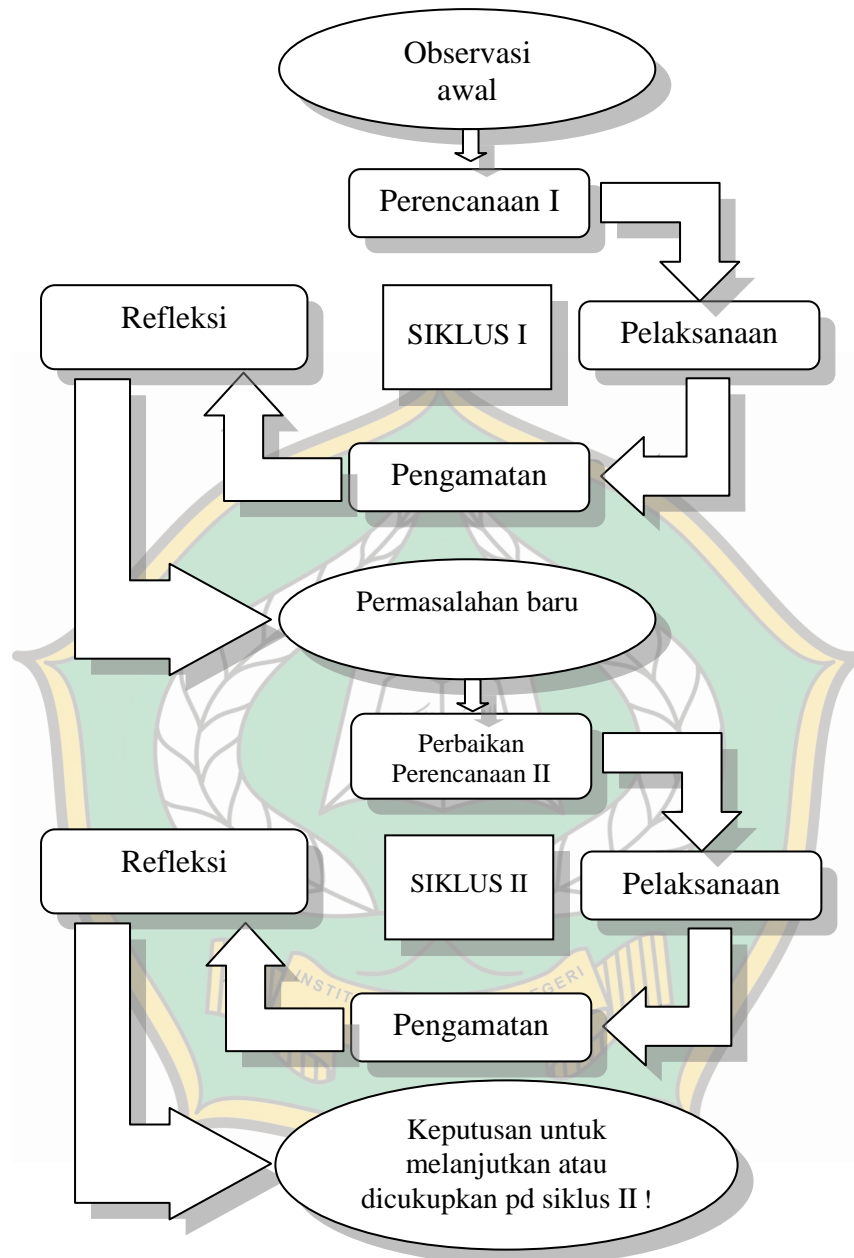 Observasi
awal
Perencanaan I
Refleksi
SIKLUS I
Pelaksanaan
Pengamatan
Permasalahan baru
Perbaikan
Perencanaan II
Refleksi
SIKLUS II
Pelaksanaan
Pengamatan
Keputusan untuk
melanjutkan atau
dicukupkan pd siklus II !